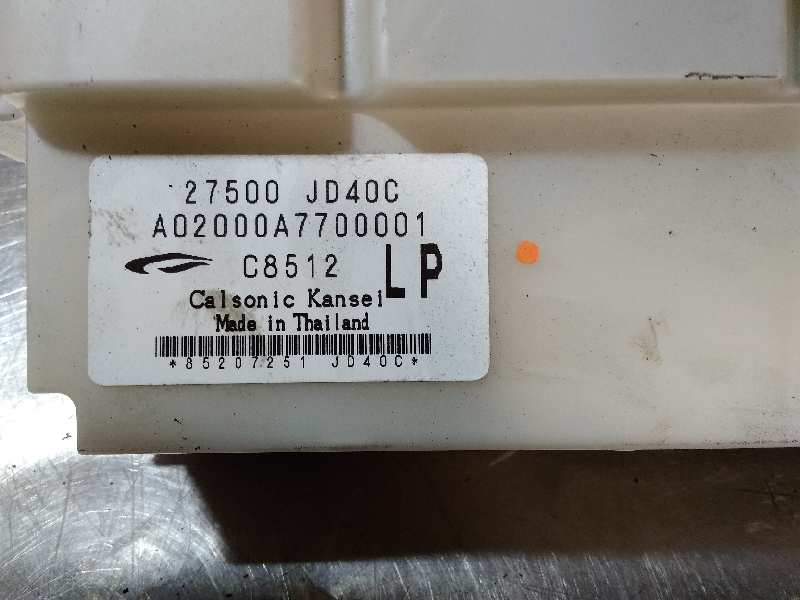 27500 JD40C
A02000A7700001
C8512 LP
Calsonic Kansei
Made in Thailand
*85207251 JD40C*